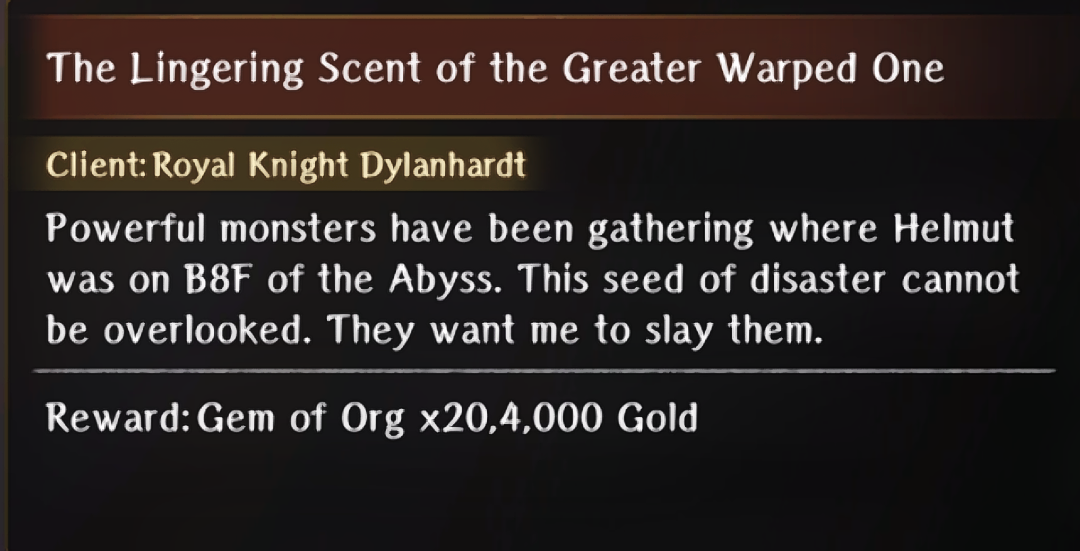 The Lingering Scent of the Greater Warped One
Client:Royal Knight Dylanhardt
Powerful monsters have been gathering where Helmut
was on B8F of the Abyss. This seed of disaster cannot
be overlooked. They want me to slay them.
Reward:Gem of Org x20,4,000 Gold